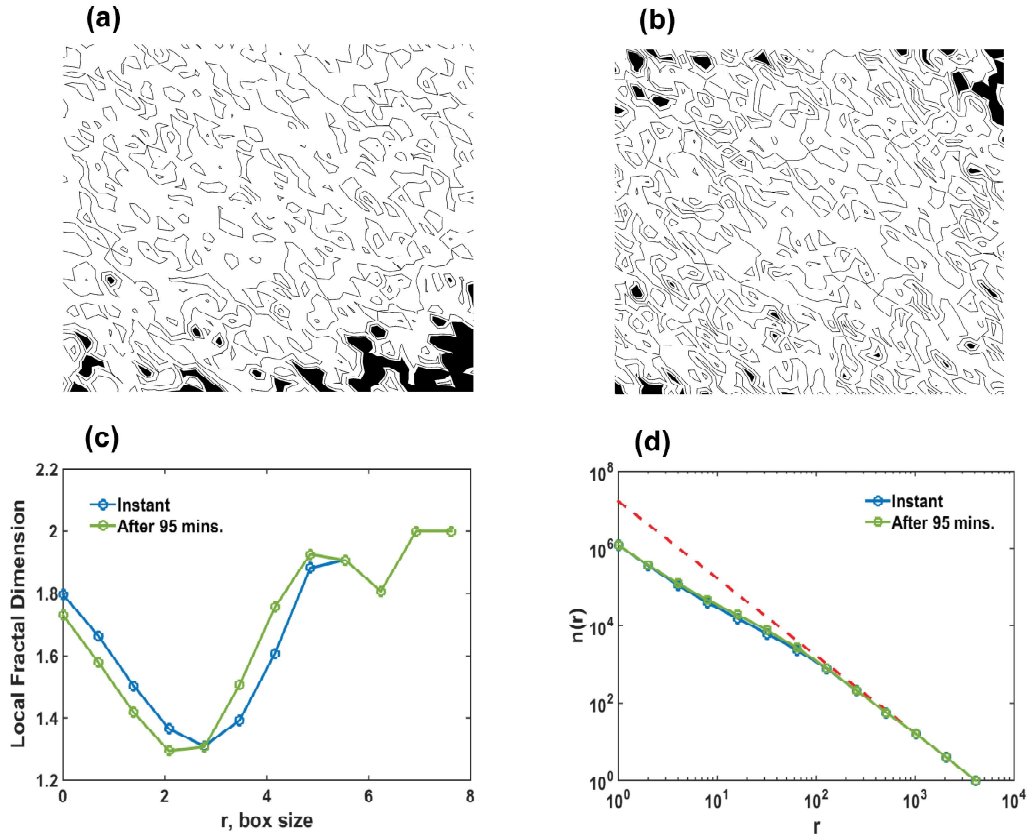 (a)
(b)
(c)
2.2
2
1.8
1.6
1.4
1.2
Local Fractal Dimension
Instant
After 95 mins.
0
2
4
6
8
r, box size
(d)
10^8
10^6
10^4
10^2
10^0
n(r)
Instant
After 95 mins.
10^0
10^1
10^2
10^3
10^4
r